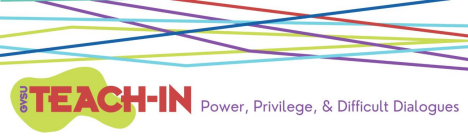 GVSU TEACH-IN Power, Privilege, & Difficult Dialogues